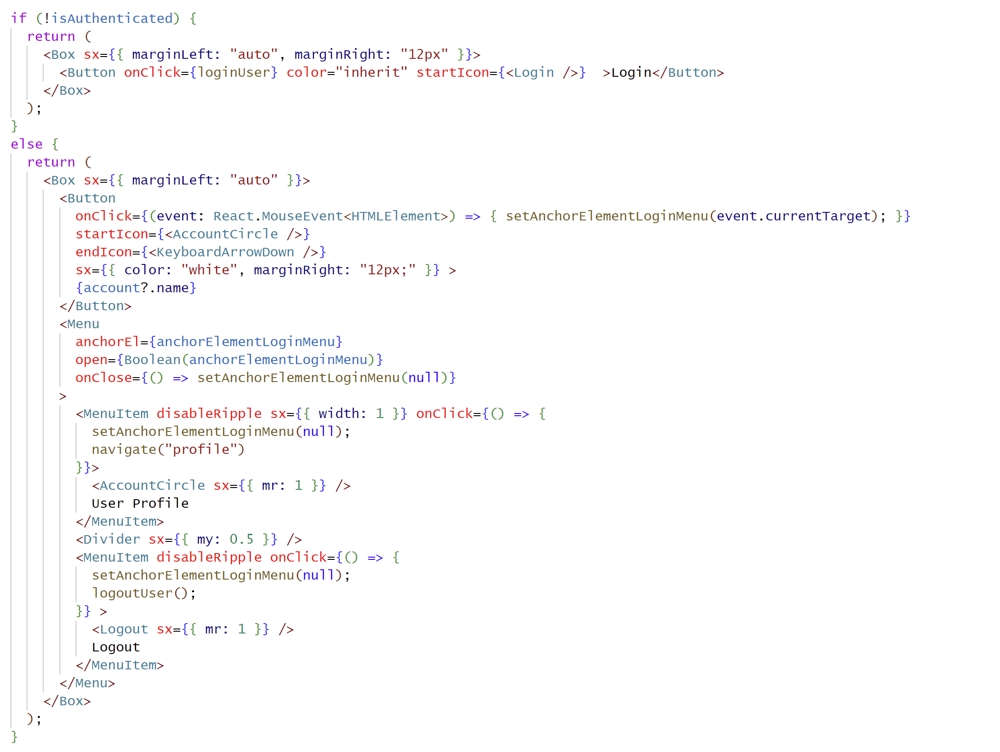 if (!isAuthenticated) {
  return (
    <Box sx={{ marginLeft: "auto", marginRight: "12px" }}>
      <Button onClick={loginUser} color="inherit" startIcon={<Login />}  >Login</Button>
    </Box>
  );
}
else {
  return (
    <Box sx={{ marginLeft: "auto" }}>
      <Button
        onClick={(event: React.MouseEvent<HTMLElement>) => { setAnchorElementLoginMenu(event.currentTarget); }}
        startIcon={<AccountCircle />}
        endIcon={<KeyboardArrowDown />}
        sx={{ color: "white", marginRight: "12px;" }} >
        {account?.name}
      </Button>
      <Menu
        anchorEl={anchorElementLoginMenu}
        open={Boolean(anchorElementLoginMenu)}
        onClose={() => setAnchorElementLoginMenu(null)}
      >
        <MenuItem disableRipple sx={{ width: 1 }} onClick={() => {
          setAnchorElementLoginMenu(null);
          navigate("profile")
        }}>
          <AccountCircle sx={{ mr: 1 }} />
          User Profile
        </MenuItem>
        <Divider sx={{ my: 0.5 }} />
        <MenuItem disableRipple onClick={() => {
          setAnchorElementLoginMenu(null);
          logoutUser();
        }} >
          <Logout sx={{ mr: 1 }} />
          Logout
        </MenuItem>
      </Menu>
    </Box>
  );
}